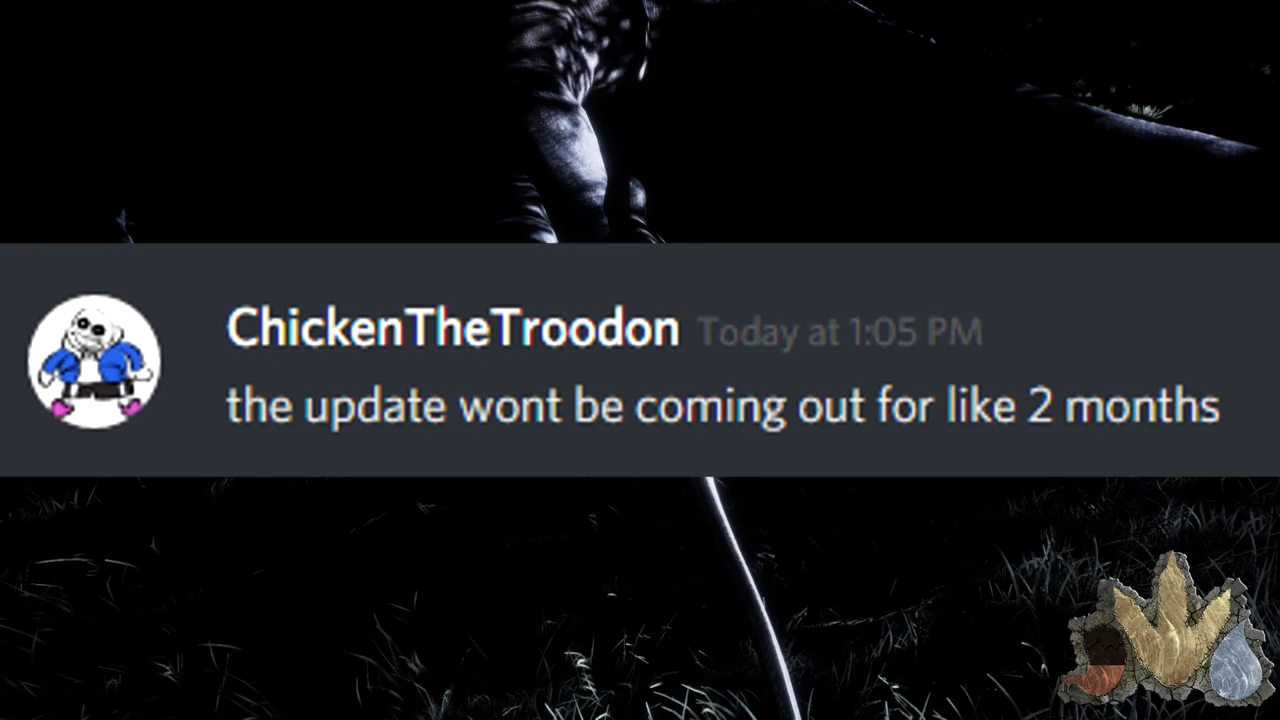 ChickenTheTroodon Today at 1:05 PM
the update wont be coming out for like 2 months